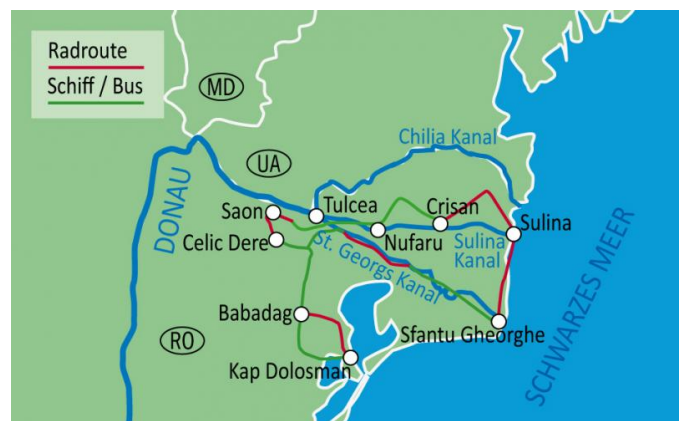 Radroute
Schiff / Bus
MD
UA
Chilia Kanal
DONAU
Saon
Tulcea
Crisan
Sulina
Celic Dere
Nufaru
Sulina
Kanal
St. Georgs Kanal
Babadag
RO
Sfantu Gheorghe
Kap Dolosman
SCHWARZES MEER